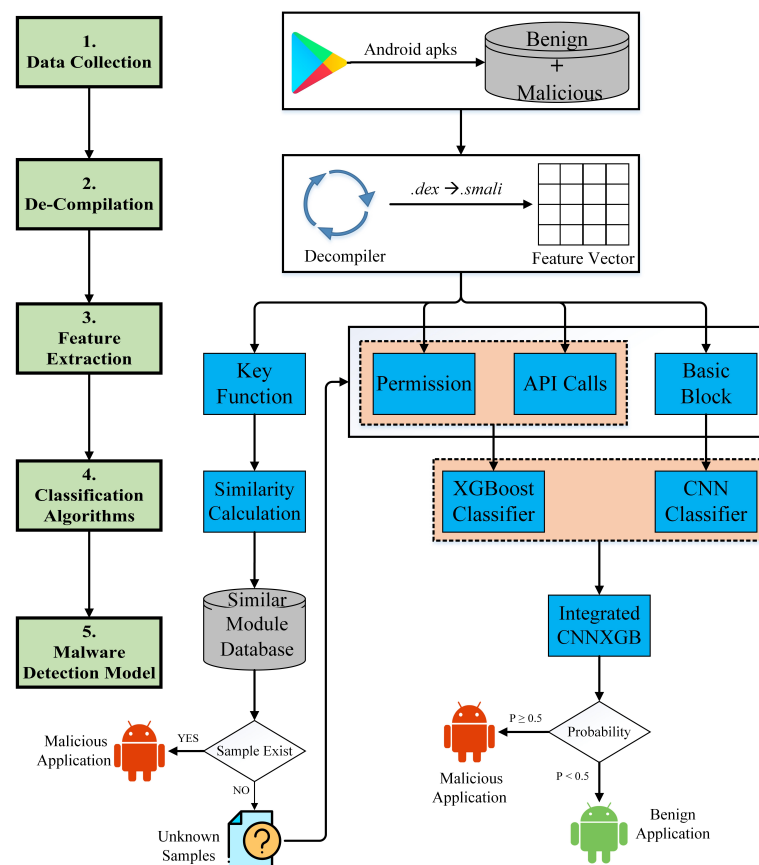 1.
Data Collection
2.
De-Compilation
3.
Feature
Extraction
4.
Classification
Algorithms
5.
Malware
Detection Model
Android apks
Benign
+
Malicious
.dex → .smali
Decompiler
Feature Vector
Key
Function
Permission
API Calls
Basic
Block
Similarity
Calculation
XGBoost
Classifier
CNN
Classifier
Similar
Module
Database
Integrated
CNNXGB
Sample Exist
YES
Malicious
Application
NO
Unknown
Samples
Probability
P ≥ 0.5
Malicious
Application
P < 0.5
Benign
Application